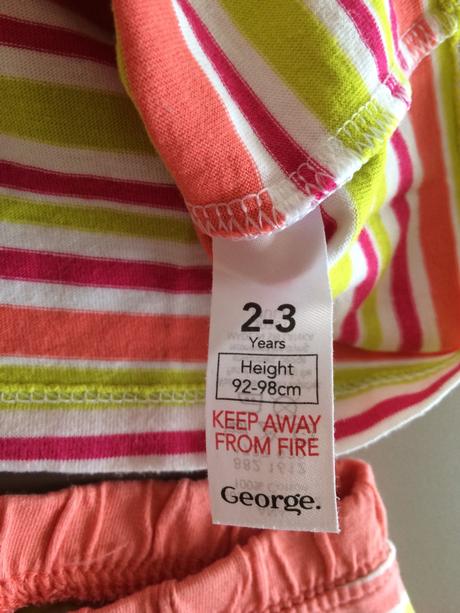 2-3
Years
Height
92-98cm
KEEP AWAY
FROM FIRE
George.